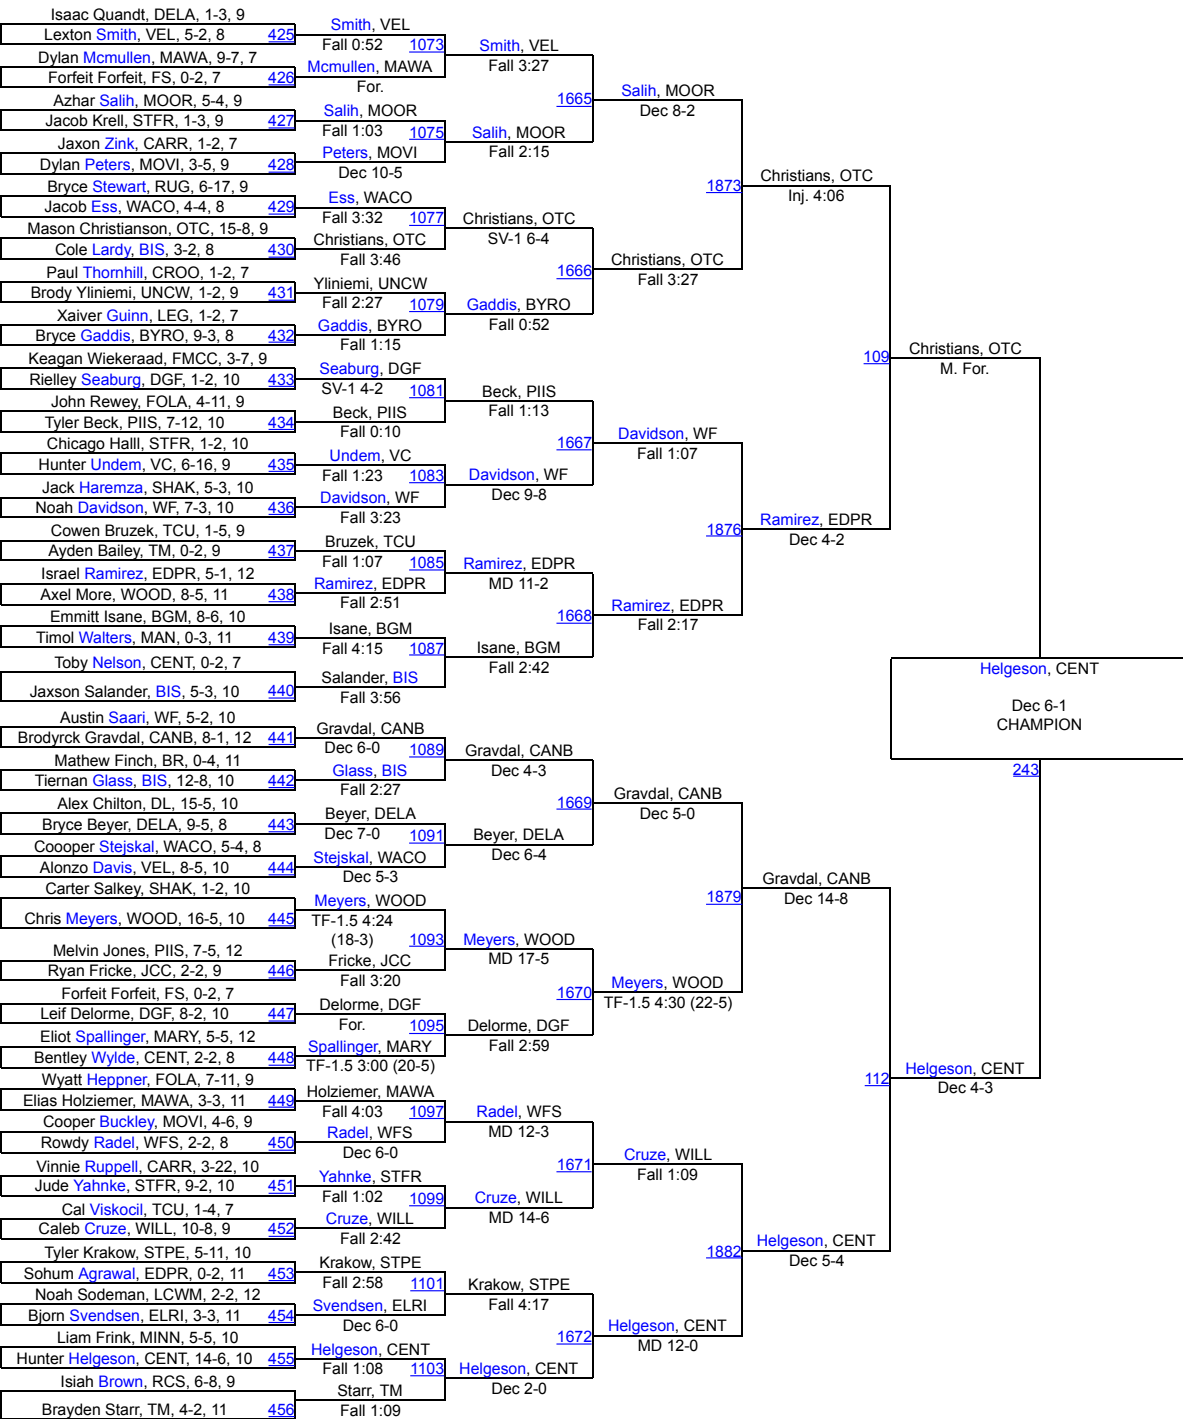 Isaac Quandt, DELA, 1-3, 9
Lexton Smith, VEL, 5-2, 8 425
Dylan Mcmullen, MAWA, 9-7, 7
Forfeit Forfeit, FS, 0-2, 7 426
Azhar Salih, MOOR, 5-4, 9
Jacob Krell, STFR, 1-3, 9 427
Jaxon Zink, CARR, 1-2, 7
Dylan Peters, MOVI, 3-5, 9 428
Bryce Stewart, RUG, 6-17, 9
Jacob Ess, WACO, 4-4, 8 429
Mason Christianson, OTC, 15-8, 9
Cole Lardy, BIS, 3-2, 8 430
Paul Thornhill, CROO, 1-2, 7
Brody Yliniemi, UNCW, 1-2, 9 431
Xaiver Guinn, LEG, 1-2, 7
Bryce Gaddis, BYRO, 9-3, 8 432
Keagan Wiekeraad, FMCC, 3-7, 9
Rielley Seaburg, DGF, 1-2, 10 433
John Rewey, FOLA, 4-11, 9
Tyler Beck, PIIS, 7-12, 10 434
Chicago Halll, STFR, 1-2, 10
Hunter Undem, VC, 6-16, 9 435
Jack Haremza, SHAK, 5-3, 10
Noah Davidson, WF, 7-3, 10 436
Cowen Bruzek, TCU, 1-5, 9
Ayden Bailey, TM, 0-2, 9 437
Israel Ramirez, EDPR, 5-1, 12
Axel More, WOOD, 8-5, 11 438
Emmitt Isane, BGM, 8-6, 10
Timol Walters, MAN, 0-3, 11 439
Toby Nelson, CENT, 0-2, 7
Jaxson Salander, BIS, 5-3, 10 440
Austin Saari, WF, 5-2, 10
Brodyrck Gravdal, CANB, 8-1, 12 441
Mathew Finch, BR, 0-4, 11
Tiernan Glass, BIS, 12-8, 10 442
Alex Chilton, DL, 15-5, 10
Bryce Beyer, DELA, 9-5, 8 443
Coooper Stejskal, WACO, 5-4, 8
Alonzo Davis, VEL, 8-5, 10 444
Carter Salkey, SHAK, 1-2, 10
Chris Meyers, WOOD, 16-5, 10 445
Melvin Jones, PIIS, 7-5, 12
Ryan Fricke, JCC, 2-2, 9 446
Forfeit Forfeit, FS, 0-2, 7
Leif Delorme, DGF, 8-2, 10 447
Eliot Spallinger, MARY, 5-5, 12
Bentley Wylde, CENT, 2-2, 8 448
Wyatt Heppner, FOLA, 7-11, 9
Elias Holziemer, MAWA, 3-3, 11 449
Cooper Buckley, MOVI, 4-6, 9
Rowdy Radel, WFS, 2-2, 8 450
Vinnie Ruppell, CARR, 3-22, 10
Jude Yahnke, STFR, 9-2, 10 451
Cal Viskocil, TCU, 1-4, 7
Caleb Cruze, WILL, 10-8, 9 452
Tyler Krakow, STPE, 5-11, 10
Sohum Agrawal, EDPR, 0-2, 11 453
Noah Sodeman, LCWM, 2-2, 12
Bjorn Svendsen, ELRI, 3-3, 11 454
Liam Frink, MINN, 5-5, 10
Hunter Helgeson, CENT, 14-6, 10 455
Isiah Brown, RCS, 6-8, 9
Brayden Starr, TM, 4-2, 11 456
Smith, VEL
Fall 0:52 1073
Mcmullen, MAWA
For.
Salih, MOOR
Fall 1:03 1075
Peters, MOVI
Dec 10-5
Ess, WACO
Fall 3:32 1077
Christians, OTC
Fall 3:46
Yliniemi, UNCW
Fall 2:27 1079
Gaddis, BYRO
Fall 1:15
Seaburg, DGF
SV-1 4-2 1081
Beck, PIIS
Fall 0:10
Undem, VC
Fall 1:23 1083
Davidson, WF
Fall 3:23
Bruzek, TCU
Fall 1:07 1085
Ramirez, EDPR
Fall 2:51
Isane, BGM
Fall 4:15 1087
Salander, BIS
Fall 3:56
Gravdal, CANB
Dec 6-0 1089
Glass, BIS
Fall 2:27
Beyer, DELA
Dec 7-0 1091
Stejskal, WACO
Dec 5-3
Meyers, WOOD
TF-1.5 4:24
(18-3) 1093
Fricke, JCC
Fall 3:20
Delorme, DGF
For. 1095
Spallinger, MARY
TF-1.5 3:00 (20-5)
Holziemer, MAWA
Fall 4:03 1097
Radel, WFS
Dec 6-0
Yahnke, STFR
Fall 1:02 1099
Cruze, WILL
Fall 2:42
Krakow, STPE
Fall 2:58 1101
Svendsen, ELRI
Dec 6-0
Helgeson, CENT
Fall 1:08 1103
Starr, TM
Fall 1:09
Smith, VEL
Fall 3:27
1665
Salih, MOOR
Fall 2:15
Christians, OTC
SV-1 6-4
1666
Gaddis, BYRO
Fall 0:52
Beck, PIIS
Fall 1:13
1667
Davidson, WF
Dec 9-8
Ramirez, EDPR
MD 11-2
1668
Isane, BGM
Fall 2:42
Gravdal, CANB
Dec 4-3
1669
Beyer, DELA
Dec 6-4
Meyers, WOOD
MD 17-5
1670
Delorme, DGF
Fall 2:59
Radel, WFS
MD 12-3
1671
Cruze, WILL
MD 14-6
Krakow, STPE
Fall 4:17
1672
Helgeson, CENT
Dec 2-0
Salih, MOOR
Dec 8-2
1873
Christians, OTC
Fall 3:27
Davidson, WF
Fall 1:07
1876
Ramirez, EDPR
Fall 2:17
Gravdal, CANB
Dec 5-0
1879
Meyers, WOOD
TF-1.5 4:30 (22-5)
Cruze, WILL
Fall 1:09
1882
Helgeson, CENT
MD 12-0
Christians, OTC
Inj. 4:06
109
Ramirez, EDPR
Dec 4-2
Gravdal, CANB
Dec 14-8
112
Helgeson, CENT
Dec 5-4
Christians, OTC
M. For.
Helgeson, CENT
Dec 4-3
Helgeson, CENT
Dec 6-1
CHAMPION
243